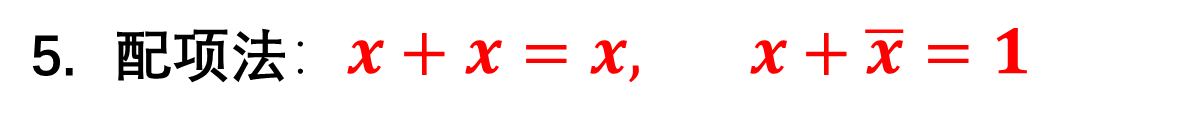 5. 配项法：x + x = x, x + x̅ = 1